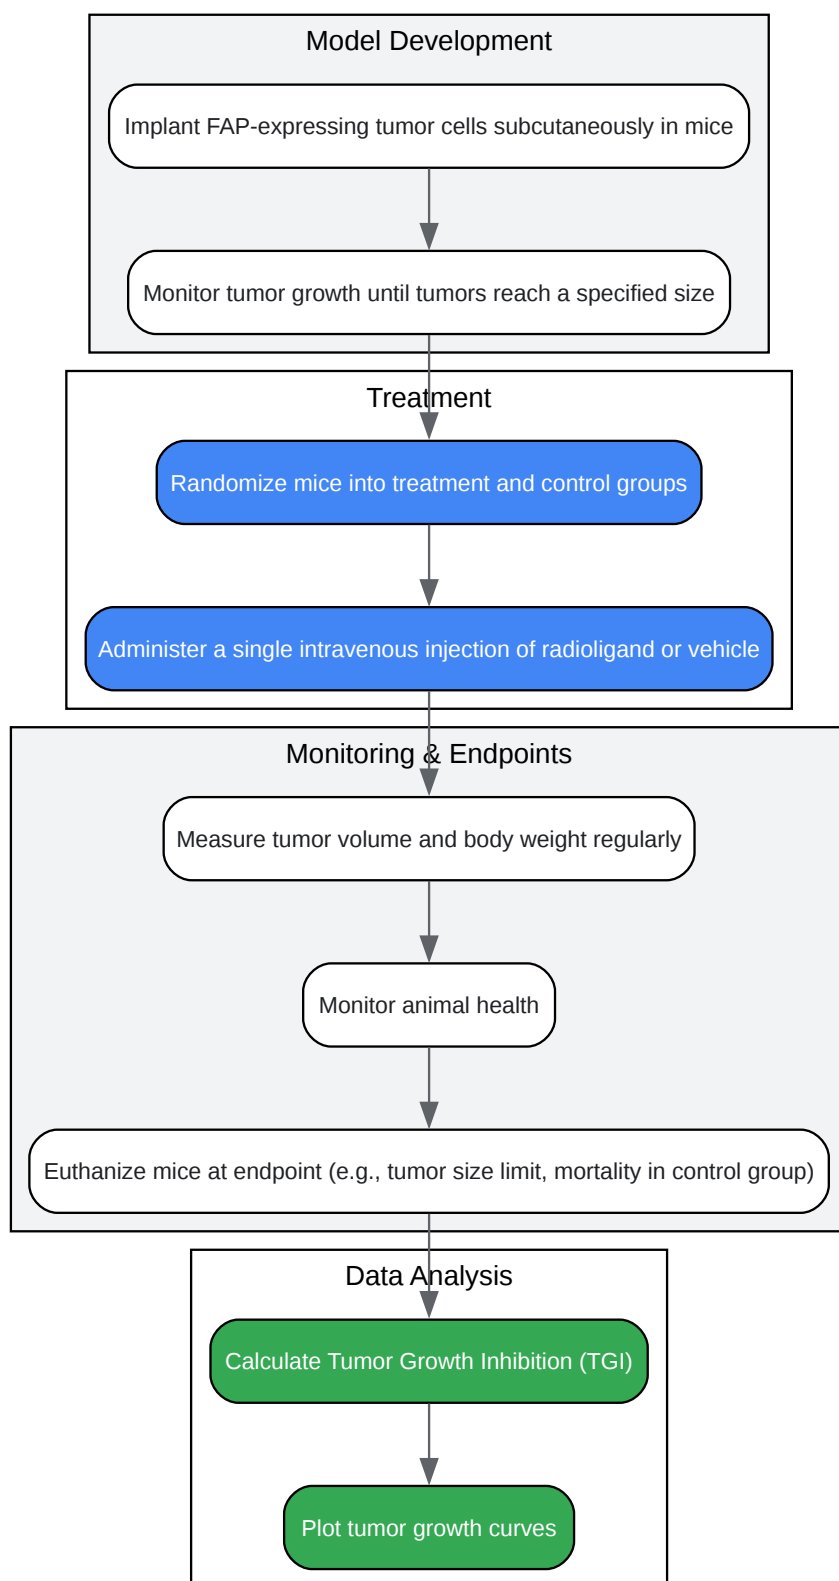 Model Development
Implant FAP-expressing tumor cells subcutaneously in mice
Monitor tumor growth until tumors reach a specified size
Treatment
Randomize mice into treatment and control groups
Administer a single intravenous injection of radioligand or vehicle
Monitoring & Endpoints
Measure tumor volume and body weight regularly
Monitor animal health
Euthanize mice at endpoint (e.g., tumor size limit, mortality in control group)
Data Analysis
Calculate Tumor Growth Inhibition (TGI)
Plot tumor growth curves